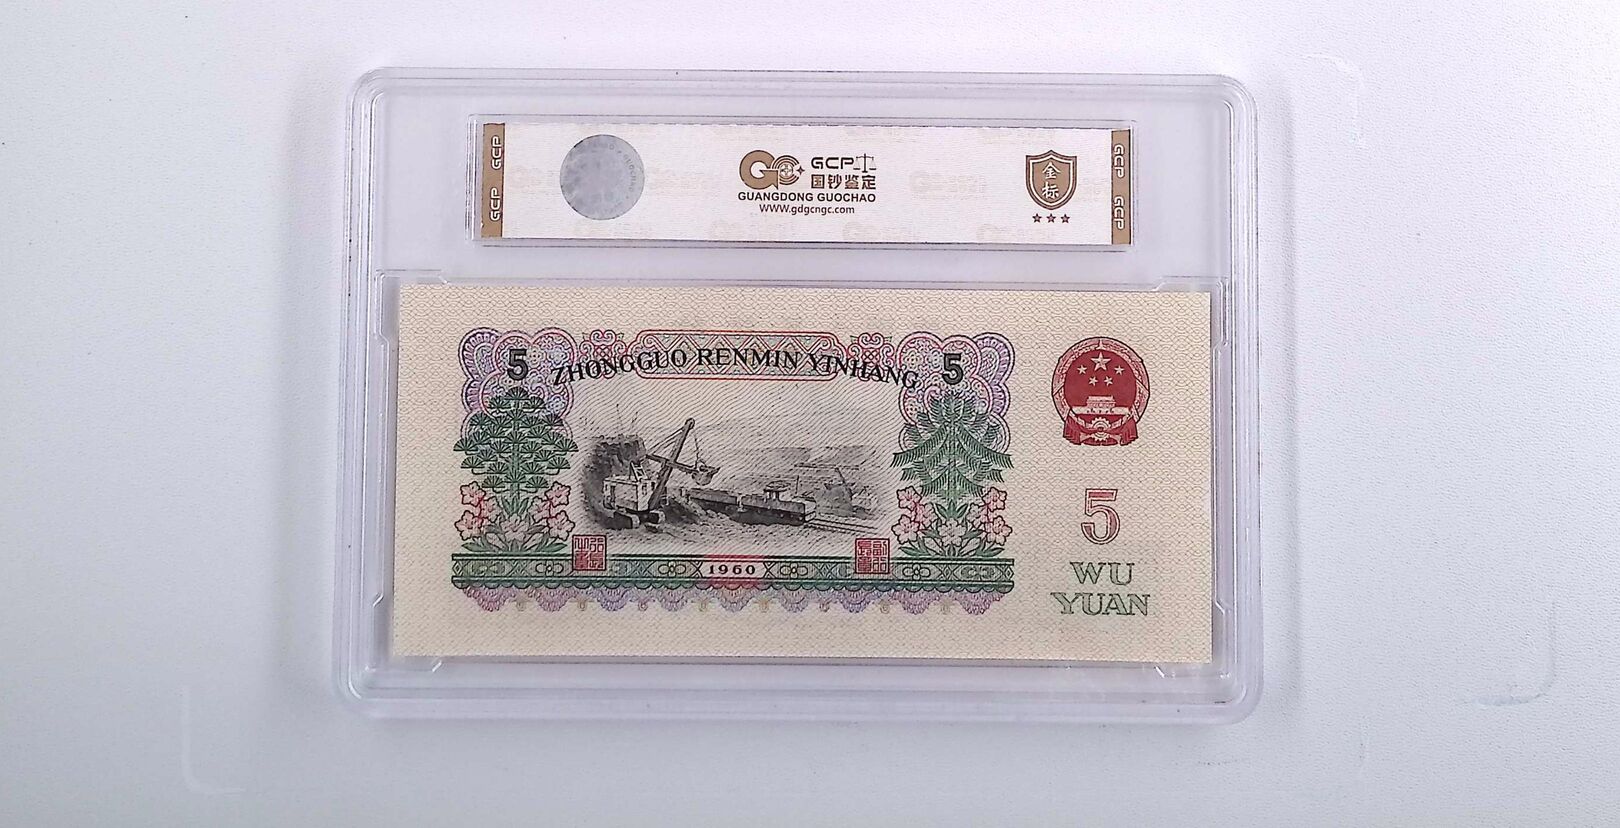 GCP GCP
GCP
国钞鉴定
GUANGDONG GUOCHAO
WWW.gdgcngc.com
金标
GCP GCP
5 ZHONGGUO RENMIN YINHANG 5
1960
5
WU
YUAN